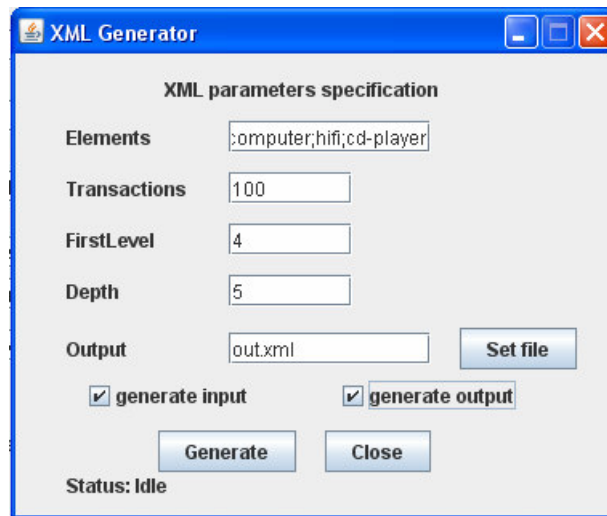 XML Generator
XML parameters specification
Elements :omputer;hifi;cd-player
Transactions 100
FirstLevel 4
Depth 5
Output out.xml Set file
generate input generate output
Generate Close
Status: Idle